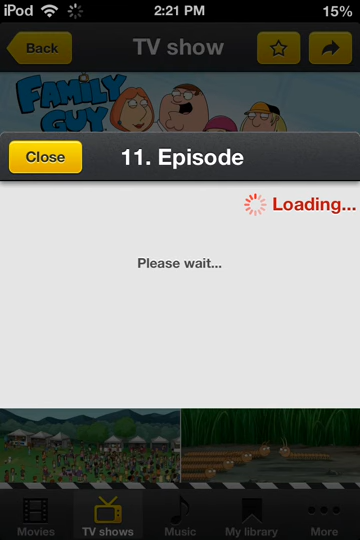 iPod 2:21 PM 15%
Back TV show
FAMILY
GUY
Close 11. Episode
Loading...
Please wait...
Movies TV shows Music My library More